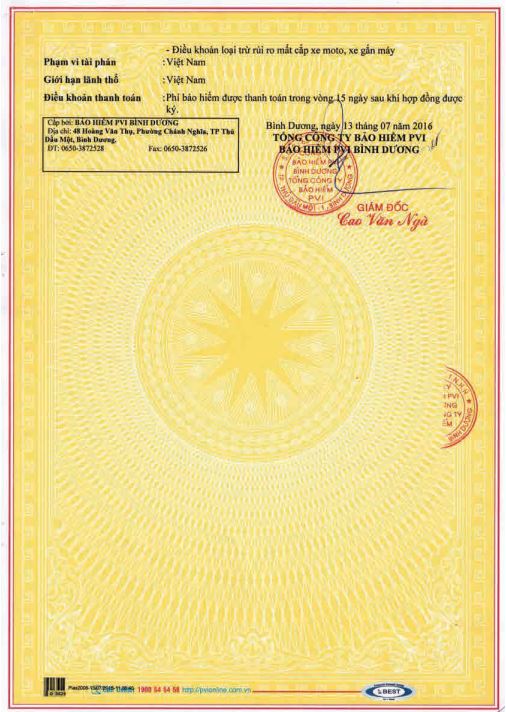 - Điều khoản loại trừ rủi ro mất cắp xe moto, xe gắn máy
Phạm vi tài phán : Việt Nam
Giới hạn lãnh thổ : Việt Nam
Điều khoản thanh toán : Phí bảo hiểm được thanh toán trong vòng 15 ngày sau khi hợp đồng được
ký.
Cấp bởi: BẢO HIỂM PVI BÌNH DƯƠNG
Địa chỉ: 48 Hoàng Văn Thụ, Phường Chánh Nghĩa, TP Thủ
Dầu Một, Bình Dương.
ĐT: 0650-3872528 Fax: 0650-3872526
Bình Dương, ngày 13 tháng 07 năm 2016
TỔNG CÔNG TY BẢO HIỂM PVI
BẢO HIỂM PVI BÌNH DƯƠNG
BẢO HIỂM PVI
BÌNH DƯƠNG
TỔNG CÔNG TY
BẢO HIỂM
PVI
GIÁM ĐỐC
Cao Văn Ngà
BÌNH DƯƠNG
1900 54 54 58 http://pvionline.com.vn
BEST